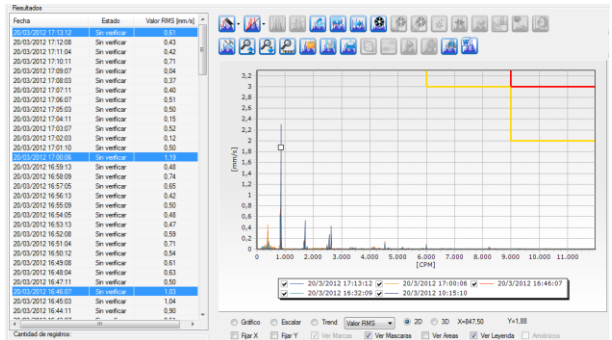 Resultados
Fecha Estado Valor RMS [mm/s]
20/03/2012 17:13:12 Sin verificar 0,61
20/03/2012 17:12:08 Sin verificar 0,43
20/03/2012 17:11:04 Sin verificar 0,42
20/03/2012 17:10:11 Sin verificar 0,71
20/03/2012 17:09:07 Sin verificar 0,04
20/03/2012 17:08:03 Sin verificar 0,37
20/03/2012 17:07:11 Sin verificar 0,40
20/03/2012 17:06:07 Sin verificar 0,51
20/03/2012 17:05:03 Sin verificar 0,50
20/03/2012 17:04:11 Sin verificar 0,15
20/03/2012 17:03:07 Sin verificar 0,52
20/03/2012 17:02:03 Sin verificar 0,12
20/03/2012 17:01:10 Sin verificar 0,50
20/03/2012 17:00:06 Sin verificar 1,19
20/03/2012 16:59:13 Sin verificar 0,48
20/03/2012 16:58:09 Sin verificar 0,74
20/03/2012 16:57:05 Sin verificar 0,65
20/03/2012 16:56:13 Sin verificar 0,42
20/03/2012 16:55:09 Sin verificar 0,50
20/03/2012 16:54:05 Sin verificar 0,48
20/03/2012 16:53:13 Sin verificar 0,47
20/03/2012 16:52:08 Sin verificar 0,59
20/03/2012 16:51:04 Sin verificar 0,71
20/03/2012 16:50:12 Sin verificar 0,54
20/03/2012 16:49:08 Sin verificar 0,61
20/03/2012 16:48:04 Sin verificar 0,63
20/03/2012 16:47:11 Sin verificar 0,50
20/03/2012 16:46:07 Sin verificar 1,03
20/03/2012 16:45:03 Sin verificar 1,04
20/03/2012 16:44:11 Sin verificar 0,90
Cantidad de registros:
3,2
3
2,8
2,6
2,4
2,2
2
1,8
1,6
1,4
1,2
1
0,8
0,6
0,4
0,2
0
[mm/s]
0 1.000 2.000 3.000 4.000 5.000 6.000 7.000 8.000 9.000 10.000 11.000
[CPM]
20/3/2012 17:13:12 20/3/2012 17:00:06 20/3/2012 16:46:07
20/3/2012 16:32:09 20/3/2012 10:15:10
Gráfico Escalar Trend Valor RMS 2D 3D X=847,50 Y=1,88
Fijar X Fijar Y Ver Marcas Ver Mascaras Ver Areas Ver Leyenda Armónicos